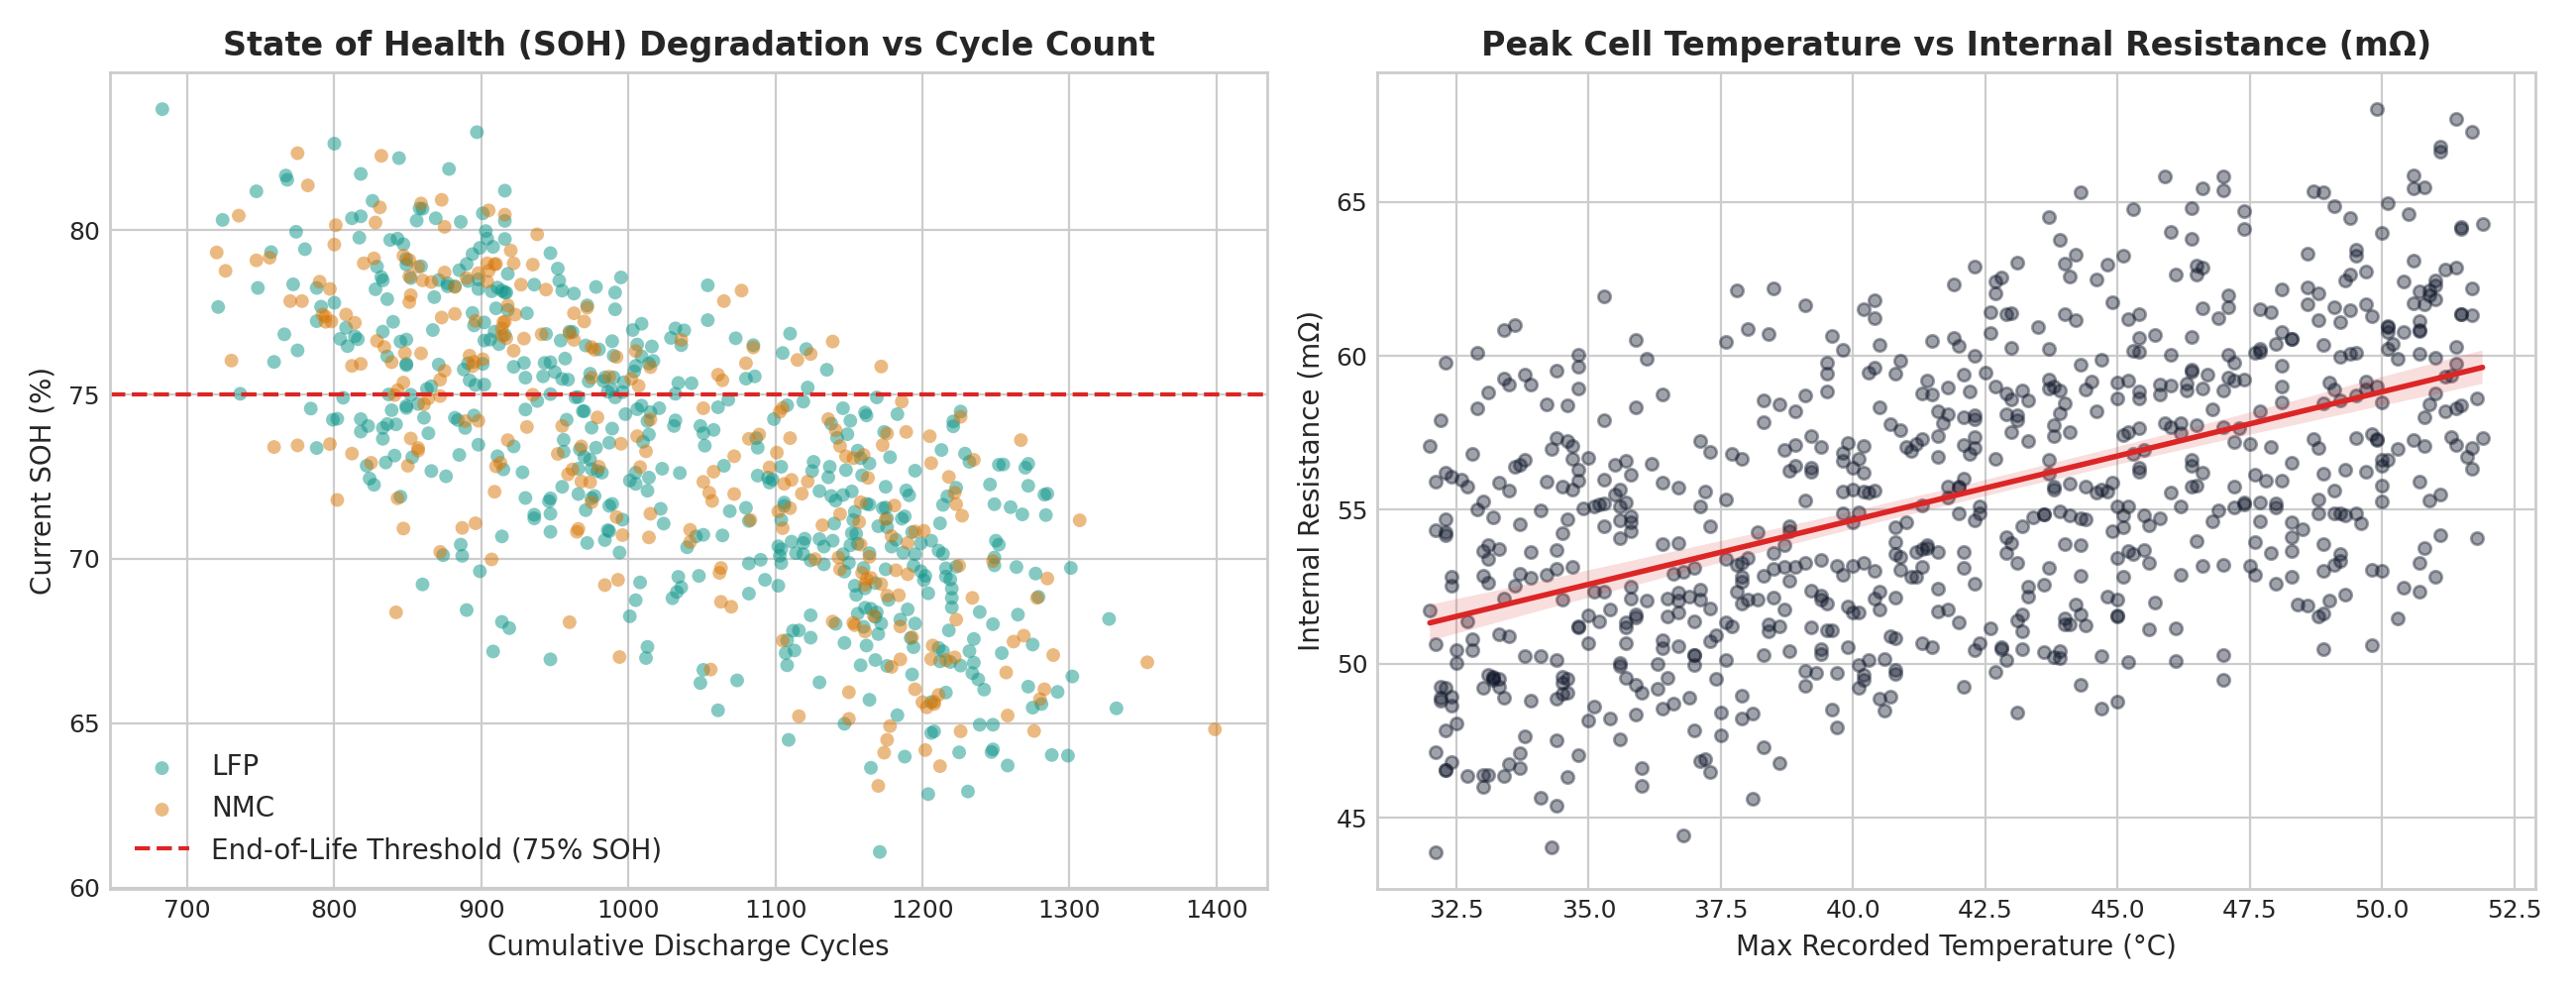 State of Health (SOH) Degradation vs Cycle Count
Current SOH (%)
80
75
70
65
60
LFP
NMC
End-of-Life Threshold (75% SOH)
700 800 900 1000 1100 1200 1300 1400
Cumulative Discharge Cycles
Peak Cell Temperature vs Internal Resistance (mΩ)
Internal Resistance (mΩ)
65
60
55
50
45
32.5 35.0 37.5 40.0 42.5 45.0 47.5 50.0 52.5
Max Recorded Temperature (°C)